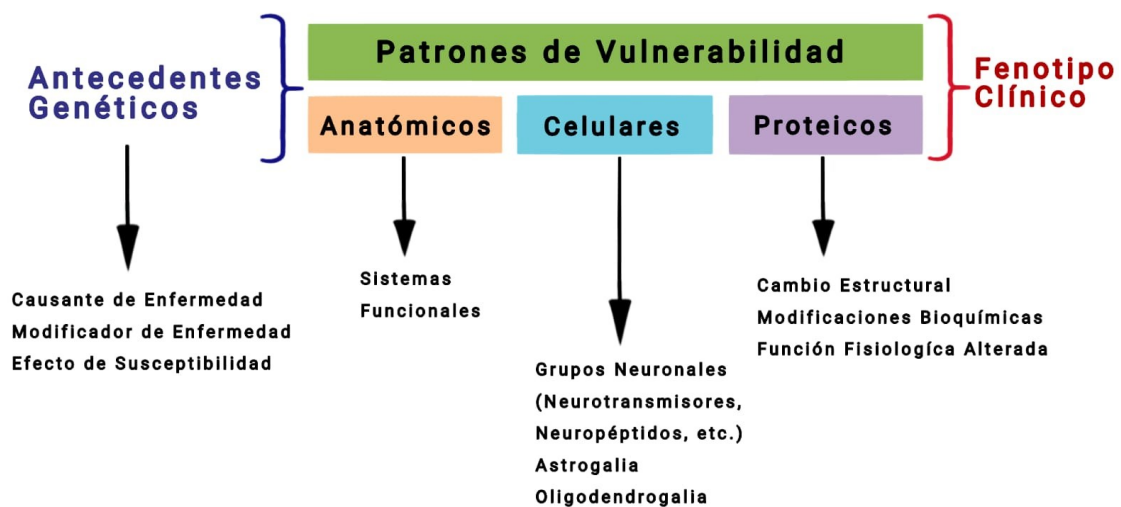 Antecedentes
Genéticos
Patrones de Vulnerabilidad
Anatómicos
Celulares
Proteicos
Fenotipo
Clínico
Causante de Enfermedad
Modificador de Enfermedad
Efecto de Susceptibilidad
Sistemas
Funcionales
Grupos Neuronales
(Neurotransmisores,
Neuropéptidos, etc.)
Astrogalia
Oligodendrogalia
Cambio Estructural
Modificaciones Bioquímicas
Función Fisiologíca Alterada